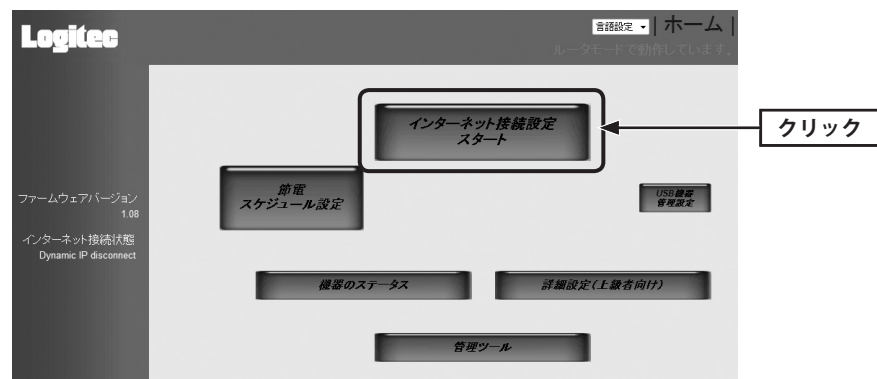 Logitec
言語設定 | ホーム |
ルータモードで動作しています。
インターネット接続設定
スタート
クリック
節電
スケジュール設定
USB機器
管理設定
ファームウェアバージョン
1.08
インターネット接続状態
Dynamic IP disconnect
機器のステータス
詳細設定(上級者向け)
管理ツール